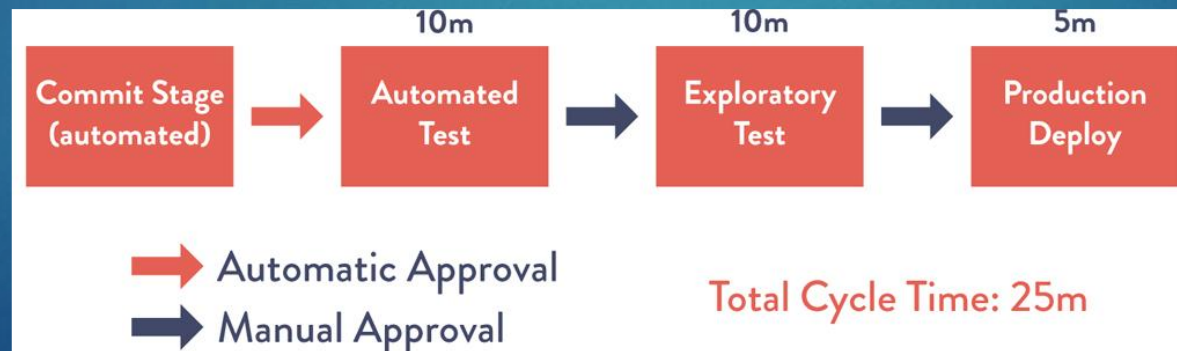 10m
10m
5m
Commit Stage
(automated)
Automated
Test
Exploratory
Test
Production
Deploy
Automatic Approval
Manual Approval
Total Cycle Time: 25m